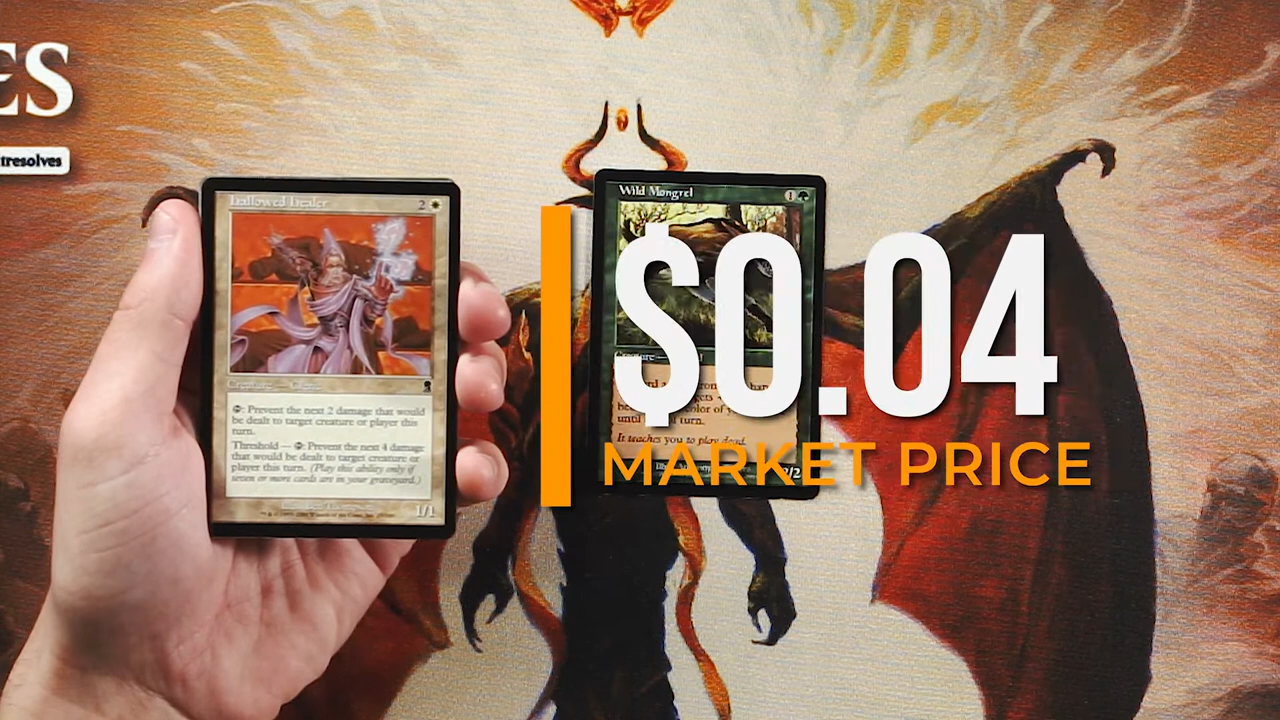 ES
tresolves
Hallowed Healer 2
: Prevent the next 2 damage that would
be dealt to target creature or player this
turn.
Threshold — : Prevent the next 4 damage
that would be dealt to target creature or
player this turn. (Play this ability only if
seven or more cards are in your graveyard.)
1/1
Wild Mongrel 1
Creature —
until turn.
It teaches you to play dead.
2/2
$0.04
MARKET PRICE